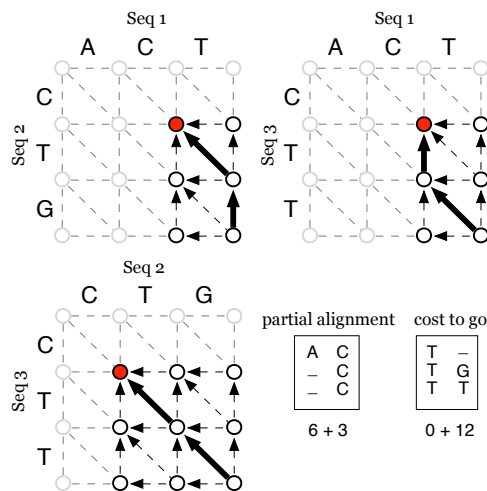 Seq 1
A C T
Seq 2
C
T
G
Seq 1
A C T
Seq 3
C
T
T
Seq 2
C T G
Seq 3
C
T
T
partial alignment
A C
– C
– C
6 + 3
cost to go
T –
T G
T T
0 + 12